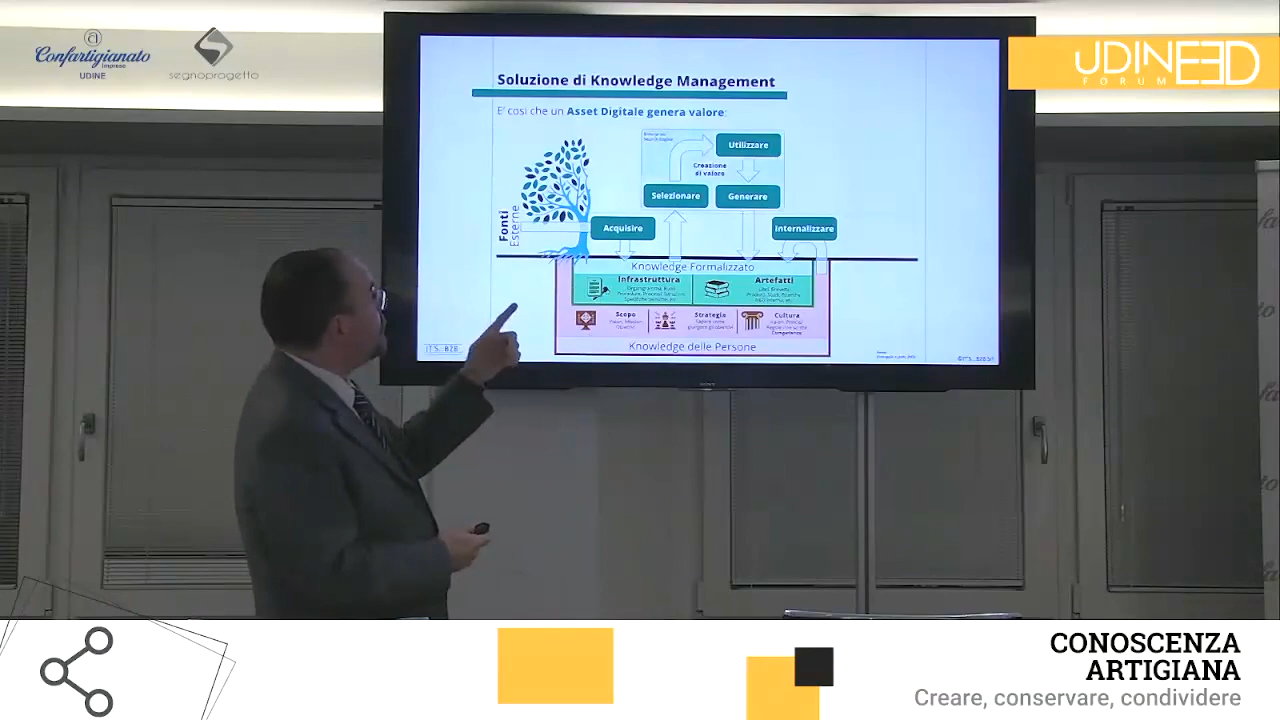 Confartigianato
Imprese
UDINE
segnoprogetto
UDIN33D
FORUM
Soluzione di Knowledge Management
E' così che un Asset Digitale genera valore:
Utilizzare
Creazione
di valore
Selezionare
Generare
Fonti
Esterne
Acquisire
Internalizzare
Knowledge Formalizzato
Infrastruttura
Artefatti
Scopo
Strategia
Cultura
Knowledge delle Persone
SONY
CONOSCENZA
ARTIGIANA
Creare, conservare, condividere